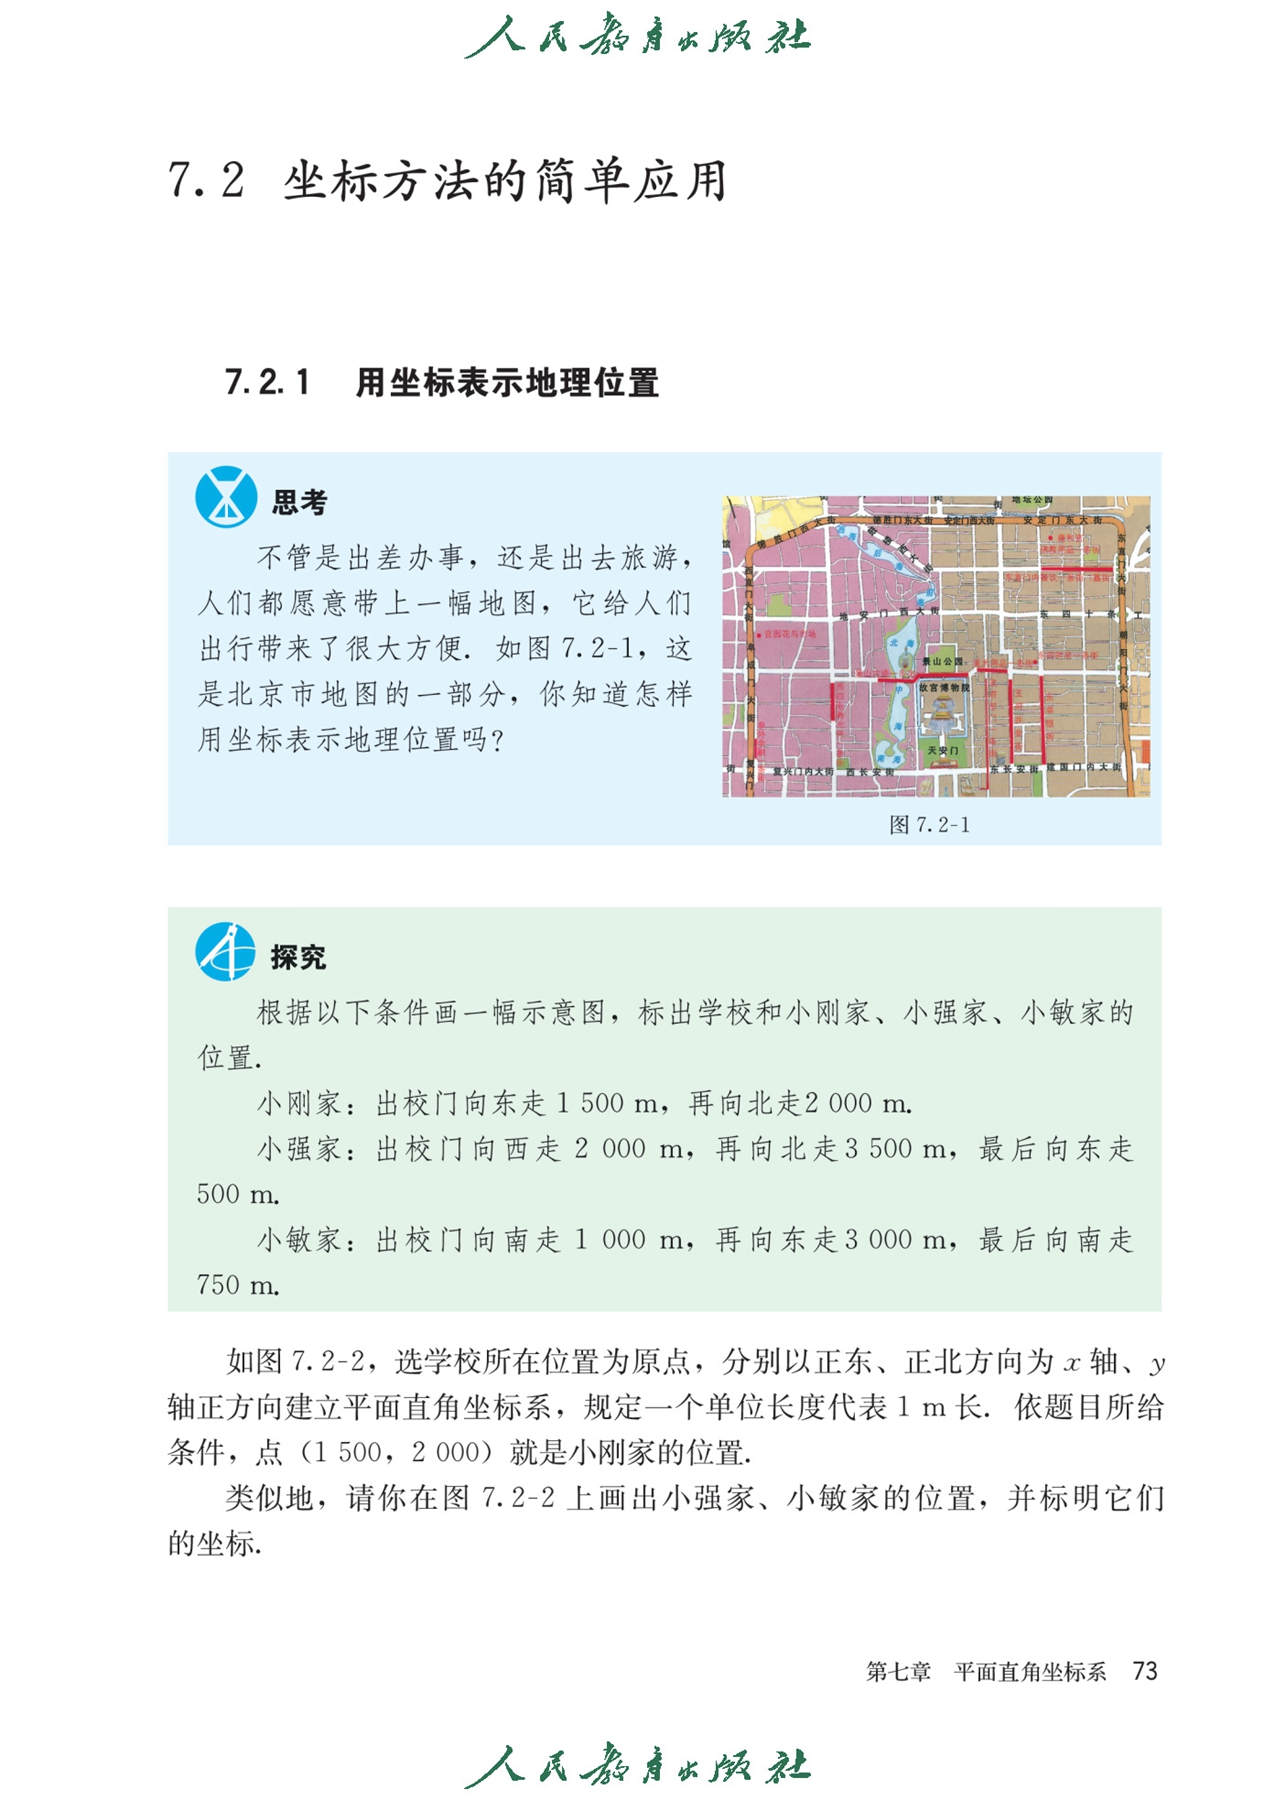 人民教育出版社
7.2 坐标方法的简单应用
7.2.1 用坐标表示地理位置
思考
不管是出差办事，还是出去旅游，
人们都愿意带上一幅地图，它给人们
出行带来了很大方便. 如图 7.2-1，这
是北京市地图的一部分，你知道怎样
用坐标表示地理位置吗？
地坛公园
德胜门西大街
德胜门东大街
安定门西大街
安定门东大街
地安门西大街
东四十条
北海
景山公园
故宫博物院
中海
南海
天安门
复兴门内大街
西长安街
东长安街
建国门内大街
图 7.2-1
探究
根据以下条件画一幅示意图，标出学校和小刚家、小强家、小敏家的
位置.
小刚家：出校门向东走 1 500 m，再向北走2 000 m.
小强家：出校门向西走 2 000 m，再向北走3 500 m，最后向东走
500 m.
小敏家：出校门向南走 1 000 m，再向东走3 000 m，最后向南走
750 m.
如图 7.2-2，选学校所在位置为原点，分别以正东、正北方向为 x 轴、y
轴正方向建立平面直角坐标系，规定一个单位长度代表 1 m 长. 依题目所给
条件，点（1 500，2 000）就是小刚家的位置.
类似地，请你在图 7.2-2 上画出小强家、小敏家的位置，并标明它们
的坐标.
第七章 平面直角坐标系 73
人民教育出版社